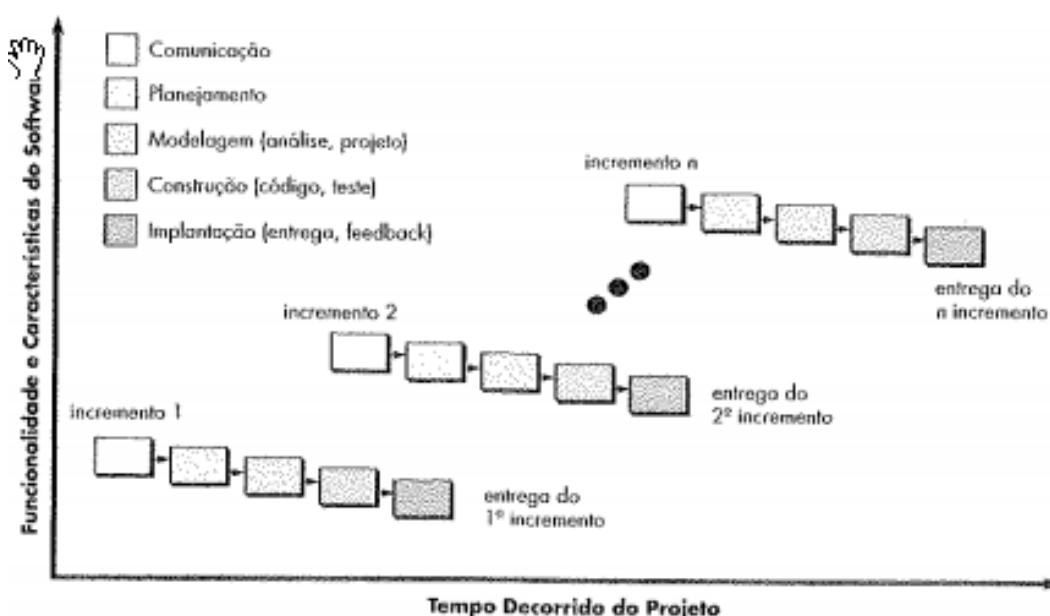 Funcionalidade e Características do Softwa
Comunicação
Planejamento
Modelagem (análise, projeto)
Construção (código, teste)
Implantação (entrega, feedback)
incremento n
entrega do
n incremento
incremento 2
entrega do
2º incremento
incremento 1
entrega do
1º incremento
Tempo Decorrido do Projeto